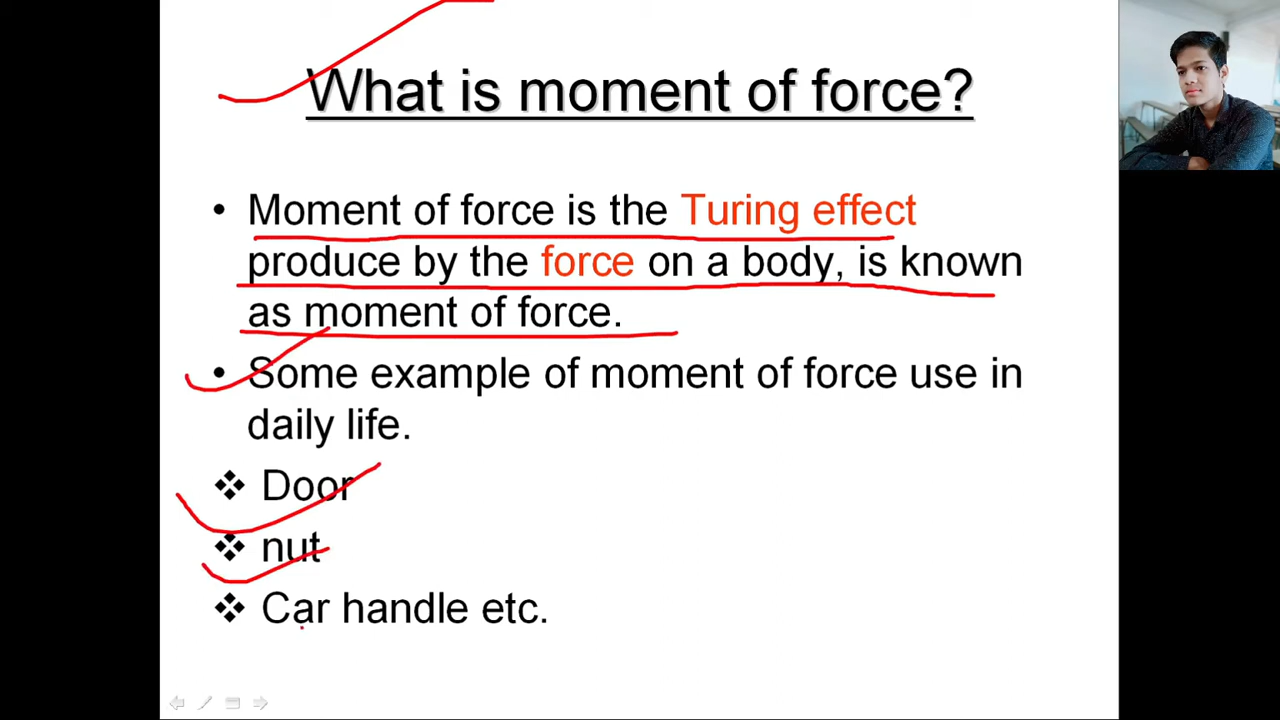 What is moment of force?
• Moment of force is the Turing effect
produce by the force on a body, is known
as moment of force.
• Some example of moment of force use in
daily life.
❖ Door
❖ nut
❖ Car handle etc.